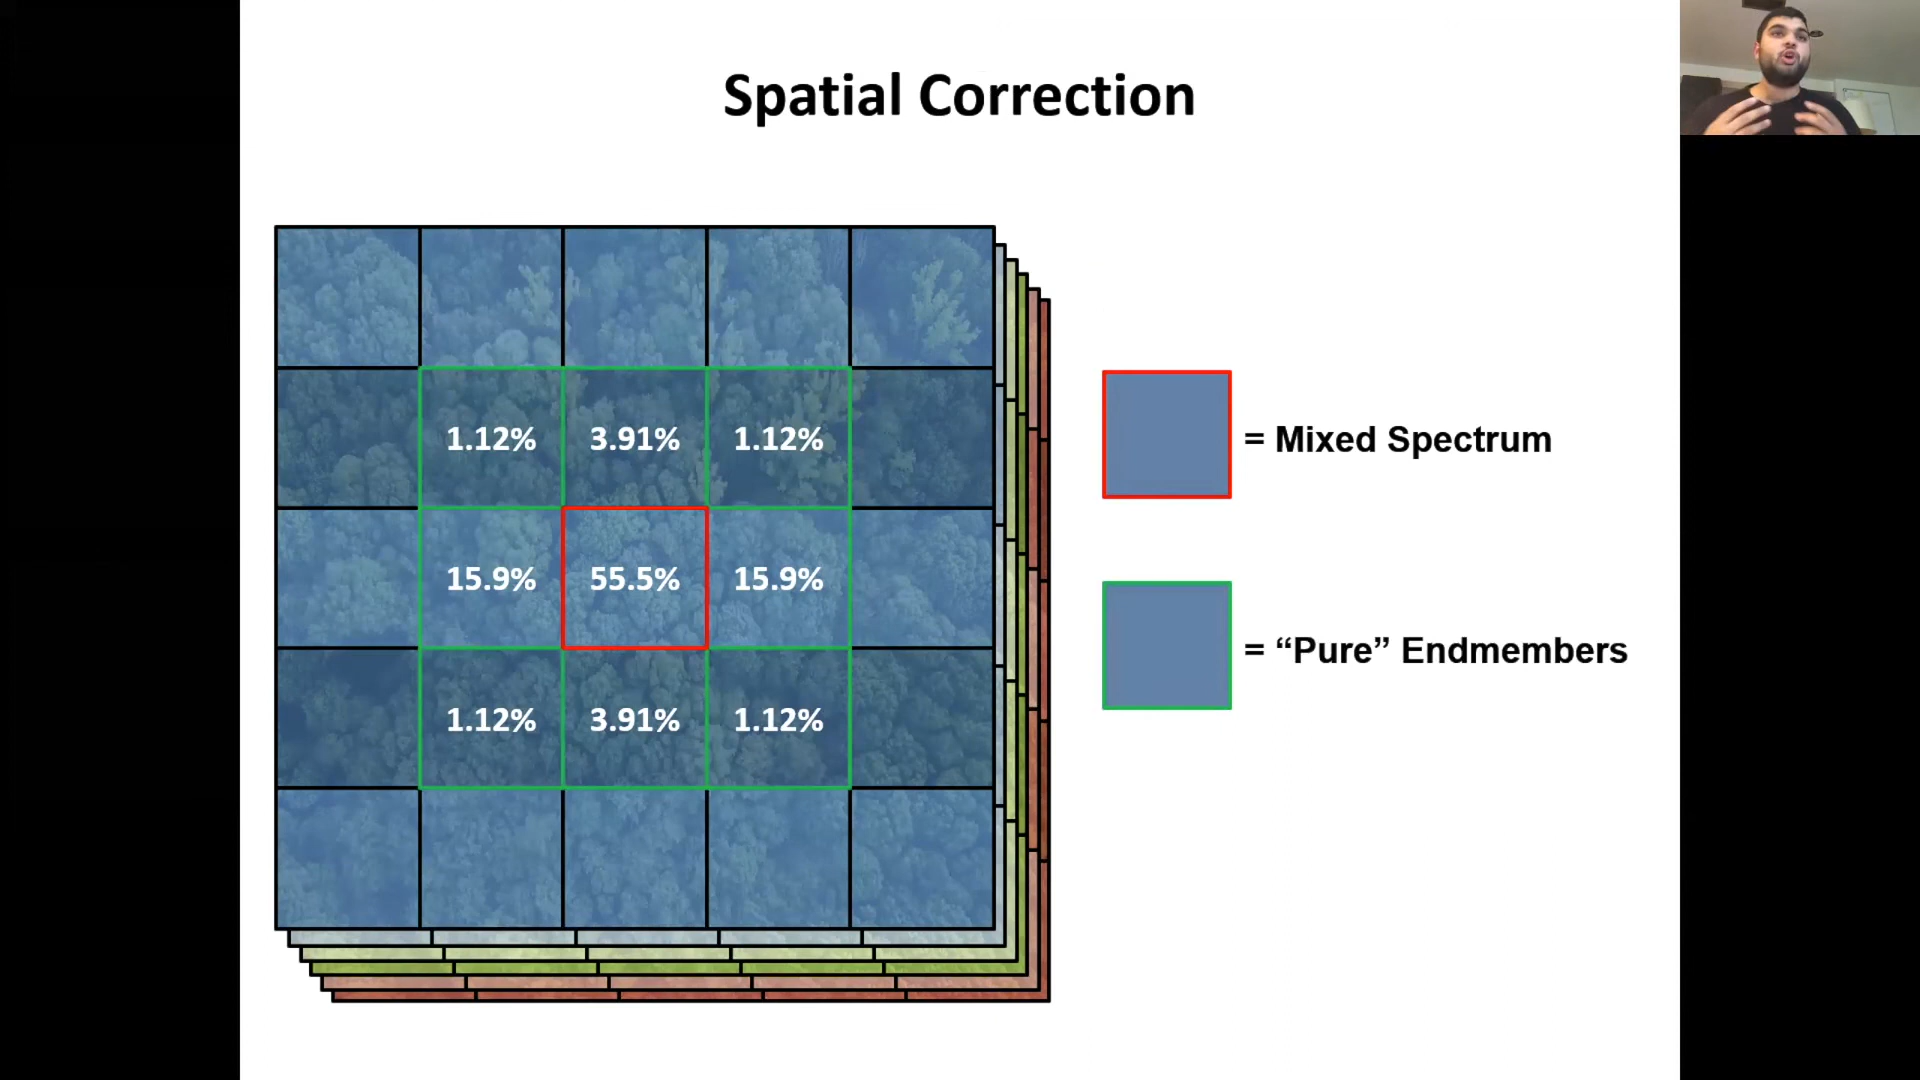 Spatial Correction
1.12% 3.91% 1.12%
15.9% 55.5% 15.9%
1.12% 3.91% 1.12%
= Mixed Spectrum
= “Pure” Endmembers